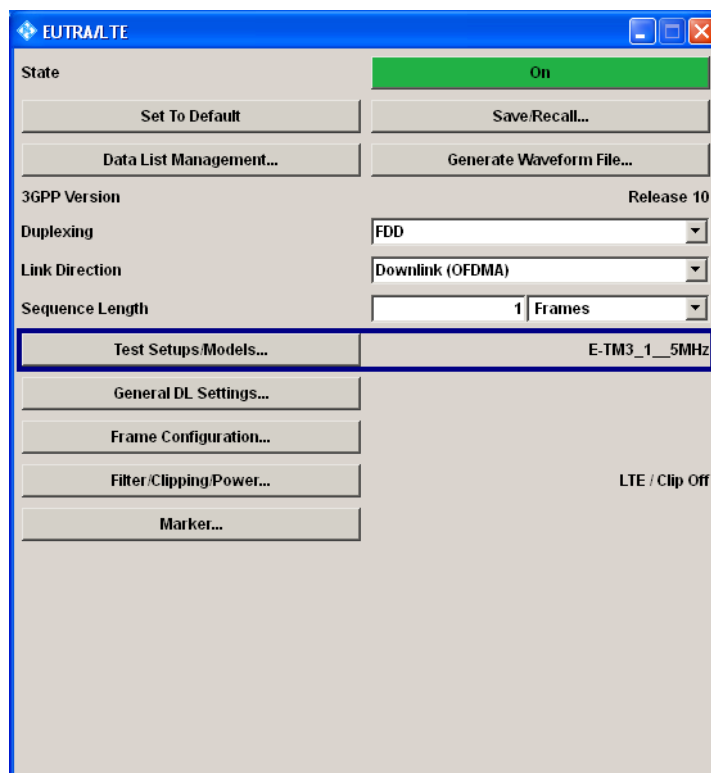 EUTRA/LTE
State On
Set To Default Save/Recall...
Data List Management... Generate Waveform File...
3GPP Version Release 10
Duplexing FDD
Link Direction Downlink (OFDMA)
Sequence Length 1 Frames
Test Setups/Models... E-TM3_1__5MHz
General DL Settings...
Frame Configuration...
Filter/Clipping/Power... LTE / Clip Off
Marker...